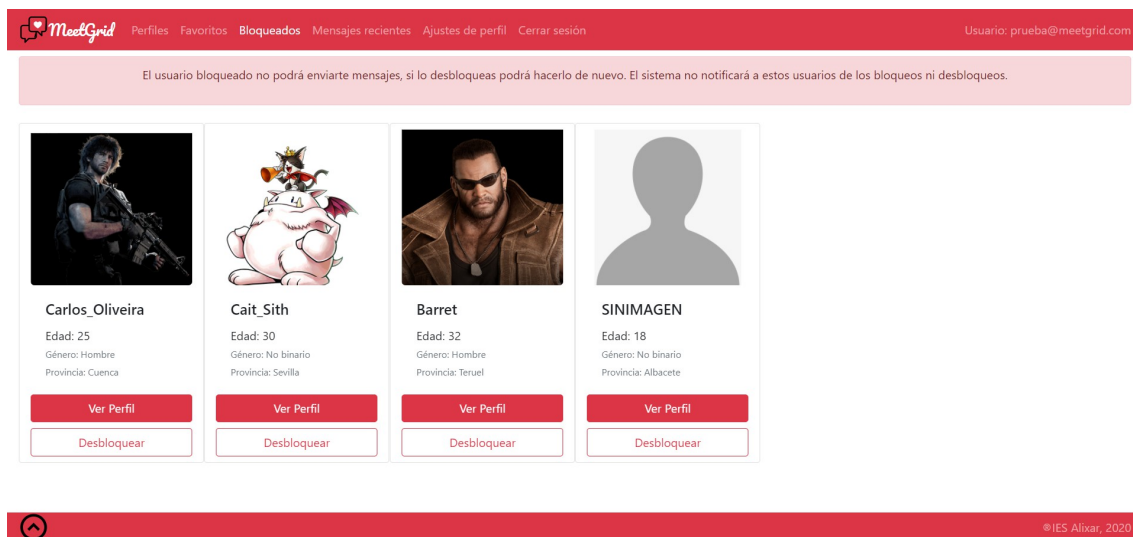 MeetGrid Perfiles Favoritos Bloqueados Mensajes recientes Ajustes de perfil Cerrar sesión Usuario: prueba@meetgrid.com
El usuario bloqueado no podrá enviarte mensajes, si lo desbloqueas podrá hacerlo de nuevo. El sistema no notificará a estos usuarios de los bloqueos ni desbloqueos.
Carlos_Oliveira
Edad: 25
Género: Hombre
Provincia: Cuenca
Ver Perfil
Desbloquear
Cait_Sith
Edad: 30
Género: No binario
Provincia: Sevilla
Ver Perfil
Desbloquear
Barret
Edad: 32
Género: Hombre
Provincia: Teruel
Ver Perfil
Desbloquear
SINIMAGEN
Edad: 18
Género: No binario
Provincia: Albacete
Ver Perfil
Desbloquear
®IES Alixar, 2020